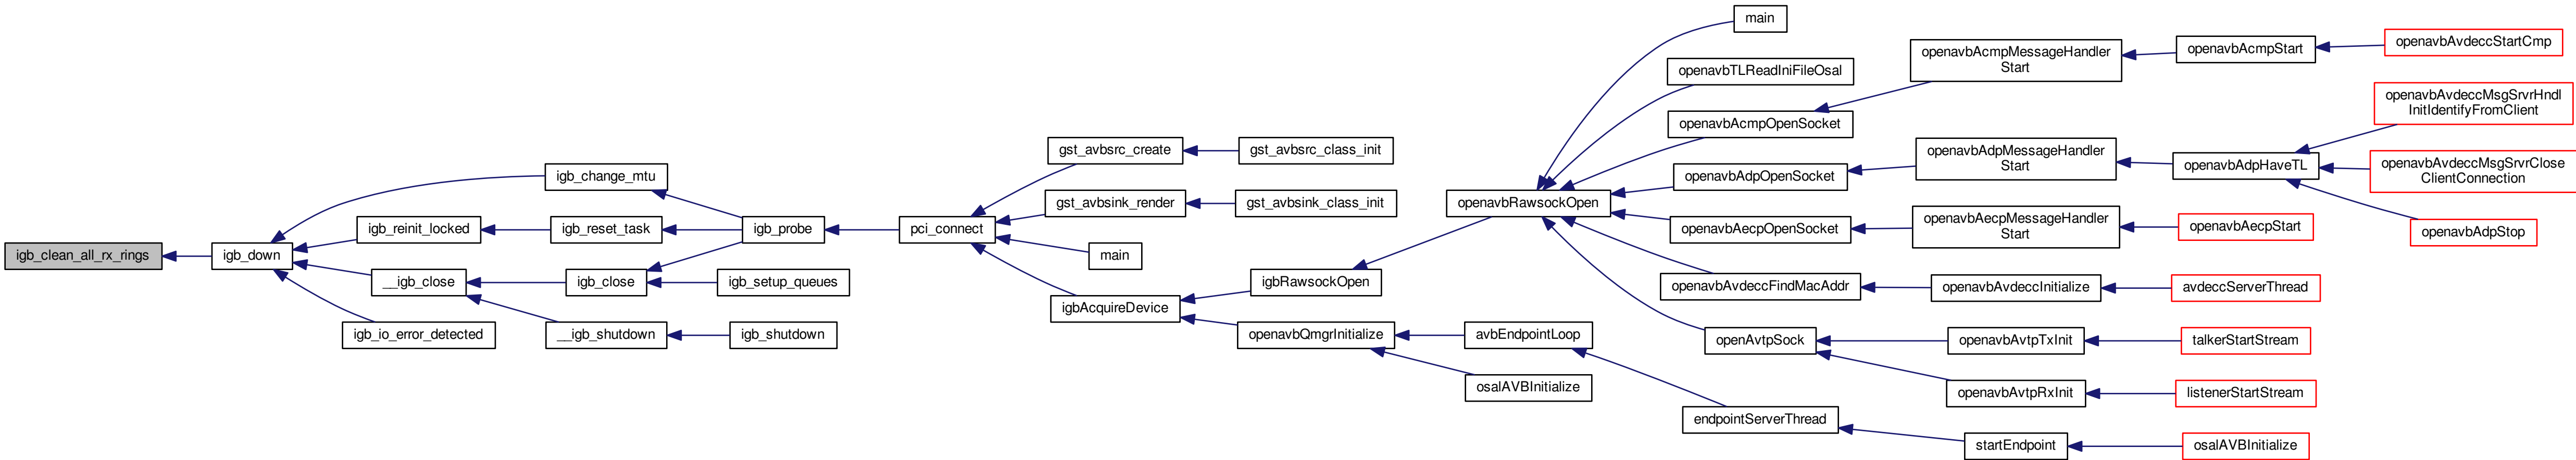 igb_clean_all_rx_rings
igb_down
igb_change_mtu
igb_reinit_locked
igb_reset_task
__igb_close
igb_close
igb_setup_queues
igb_io_error_detected
__igb_shutdown
igb_shutdown
igb_probe
pci_connect
gst_avbsrc_create
gst_avbsrc_class_init
gst_avbsink_render
gst_avbsink_class_init
main
igbAcquireDevice
igbRawsockOpen
openavbQmgrInitialize
avbEndpointLoop
osalAVBInitialize
endpointServerThread
startEndpoint
osalAVBInitialize
openavbRawsockOpen
main
openavbTLReadIniFileOsal
openavbAcmpOpenSocket
openavbAcmpMessageHandler
Start
openavbAcmpStart
openavbAvdeccStartCmp
openavbAdpOpenSocket
openavbAdpMessageHandler
Start
openavbAdpHaveTL
openavbAvdeccMsgSrvrHndl
InitIdentifyFromClient
openavbAvdeccMsgSrvrClose
ClientConnection
openavbAdpStop
openavbAecpOpenSocket
openavbAecpMessageHandler
Start
openavbAecpStart
openavbAvdeccFindMacAddr
openavbAvdeccInitialize
avdeccServerThread
openAvtpSock
openavbAvtpTxInit
talkerStartStream
openavbAvtpRxInit
listenerStartStream